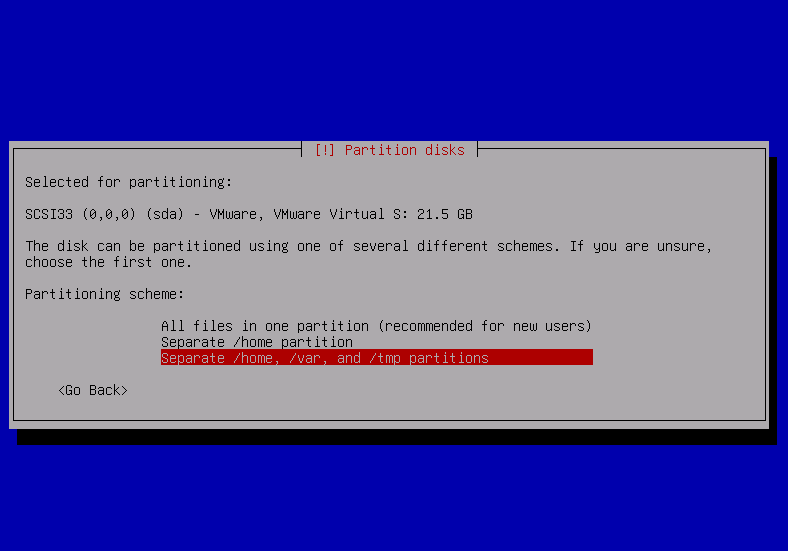 [!] Partition disks
Selected for partitioning:
SCSI33 (0,0,0) (sda) - VMware, VMware Virtual S: 21.5 GB
The disk can be partitioned using one of several different schemes. If you are unsure,
choose the first one.
Partitioning scheme:
All files in one partition (recommended for new users)
Separate /home partition
Separate /home, /var, and /tmp partitions
<Go Back>